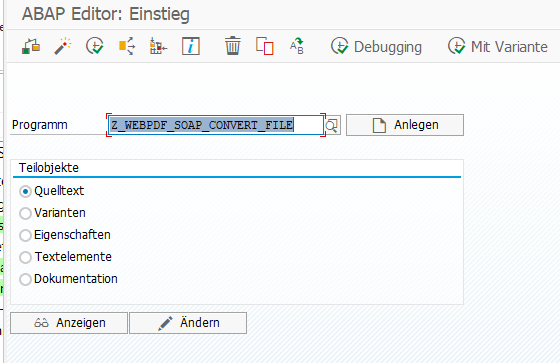 ABAP Editor: Einstieg
Debugging
Mit Variante
Programm
Z_WEBPDF_SOAP_CONVERT_FILE
Anlegen
Teilobjekte
Quelltext
Varianten
Eigenschaften
Textelemente
Dokumentation
Anzeigen
Ändern